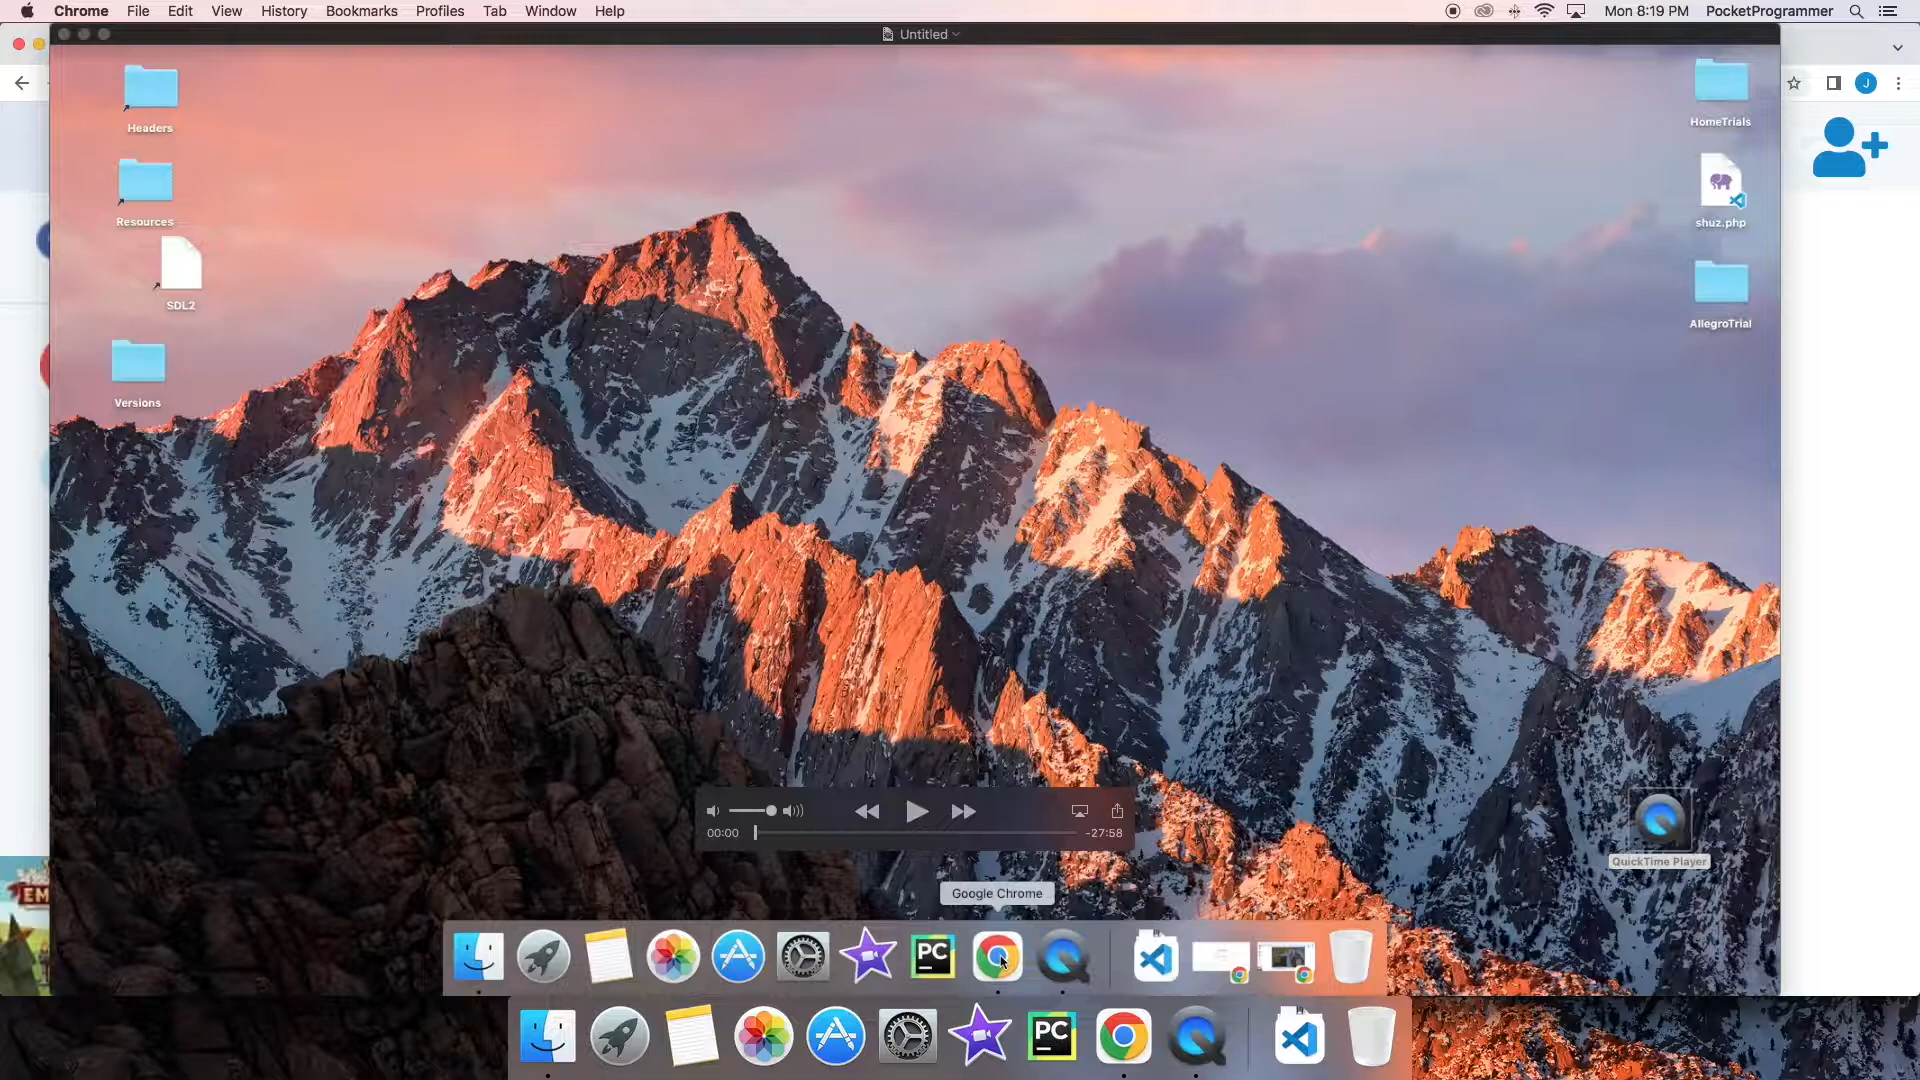 Chrome File Edit View History Bookmarks Profiles Tab Window Help Mon 8:19 PM PocketProgrammer
Untitled
J
Headers
HomeTrials
Resources
shuz.php
SDL2
AllegroTrial
Versions
00:00 -27:58
QuickTime Player
EM
Google Chrome
PC
PC